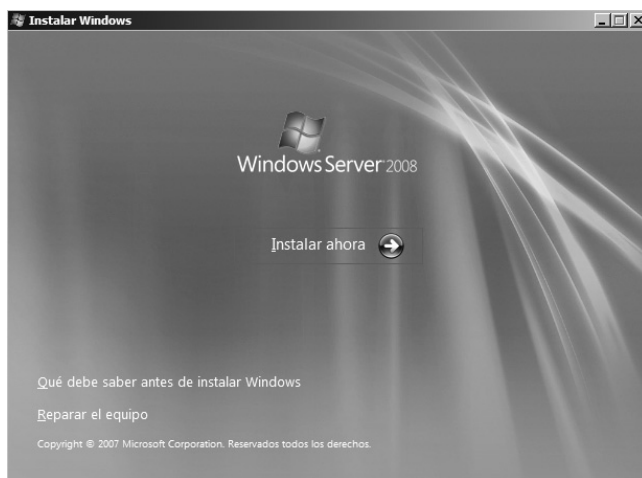 Instalar Windows
Windows Server 2008
Instalar ahora
Qué debe saber antes de instalar Windows
Reparar el equipo
Copyright © 2007 Microsoft Corporation. Reservados todos los derechos.